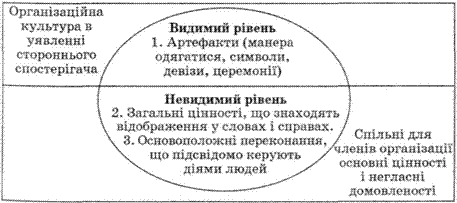 Організаційна
культура в
уявленні
стороннього
спостерігача
Видимий рівень
1. Артефакти (манера
одягатися, символи,
девізи, церемонії)
Невидимий рівень
2. Загальні цінності, що знаходять
відображення у словах і справах.
3. Основоположні переконання,
що підсвідомо керують
діями людей
Спільні для
членів організації
основні цінності
і негласні
домовленості